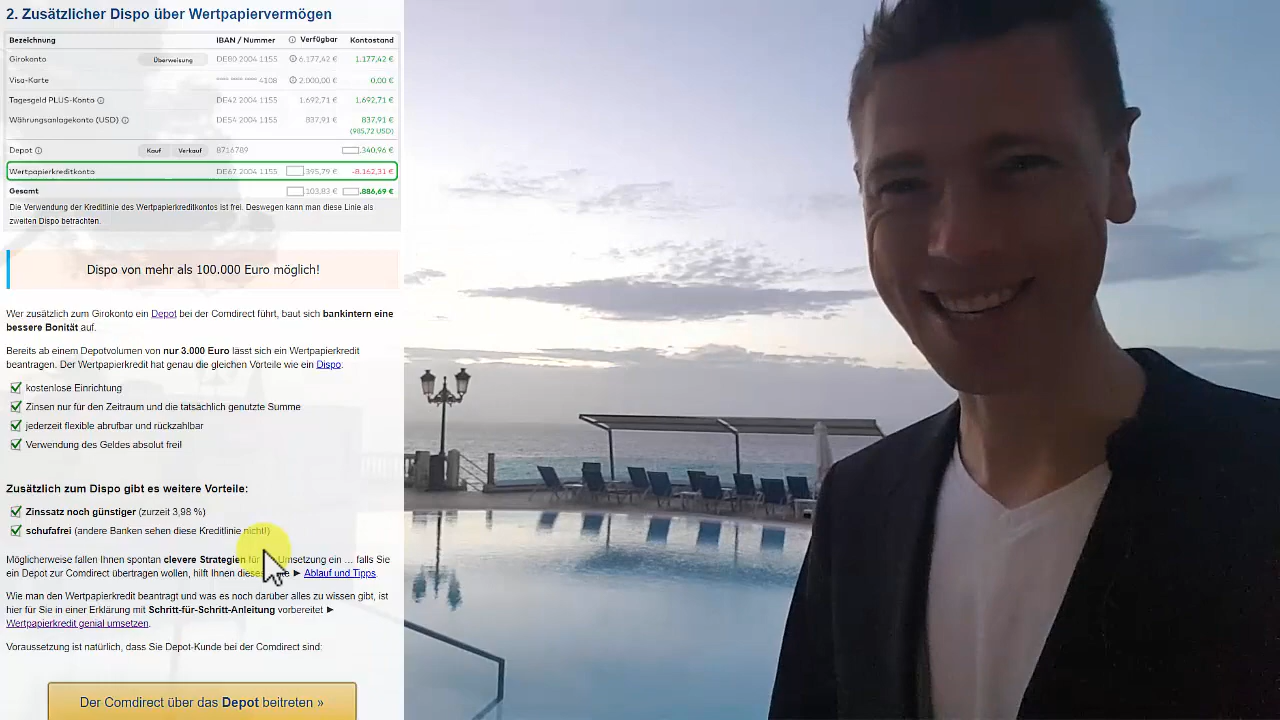 2. Zusätzlicher Dispo über Wertpapiervermögen
Bezeichnung IBAN / Nummer Verfügbar Kontostand
Girokonto Überweisung DE80 2004 1155 6.177,42 € 1.177,42 €
Visa-Karte **** **** **** 4108 2.000,00 € 0,00 €
Tagesgeld PLUS-Konto DE42 2004 1155 1.692,71 € 1.692,71 €
Währungsanlagekonto (USD) DE54 2004 1155 837,91 € 837,91 €
(985,72 USD)
Depot Kauf Verkauf 8716789 .340,96 €
Wertpapierkreditkonto DE67 2004 1155 .395,79 € -8.162,31 €
Gesamt 103,83 € .886,69 €
Die Verwendung der Kreditlinie des Wertpapierkreditkontos ist frei. Deswegen kann man diese Linie als
zweiten Dispo betrachten.
Dispo von mehr als 100.000 Euro möglich!
Wer zusätzlich zum Girokonto ein Depot bei der Comdirect führt, baut sich bankintern eine
bessere Bonität auf.
Bereits ab einem Depotvolumen von nur 3.000 Euro lässt sich ein Wertpapierkredit
beantragen. Der Wertpapierkredit hat genau die gleichen Vorteile wie ein Dispo:
kostenlose Einrichtung
Zinsen nur für den Zeitraum und die tatsächlich genutzte Summe
jederzeit flexible abrufbar und rückzahlbar
Verwendung des Geldes absolut frei!
Zusätzlich zum Dispo gibt es weitere Vorteile:
Zinssatz noch günstiger (zurzeit 3,98 %)
schufafrei (andere Banken sehen diese Kreditlinie nicht!)
Möglicherweise fallen Ihnen spontan clevere Strategien für Umsetzung ein … falls Sie
ein Depot zur Comdirect übertragen wollen, hilft Ihnen ► Ablauf und Tipps.
Wie man den Wertpapierkredit beantragt und was es noch darüber alles zu wissen gibt, ist
hier für Sie in einer Erklärung mit Schritt-für-Schritt-Anleitung vorbereitet ►
Wertpapierkredit genial umsetzen.
Voraussetzung ist natürlich, dass Sie Depot-Kunde bei der Comdirect sind:
Der Comdirect über das Depot beitreten »